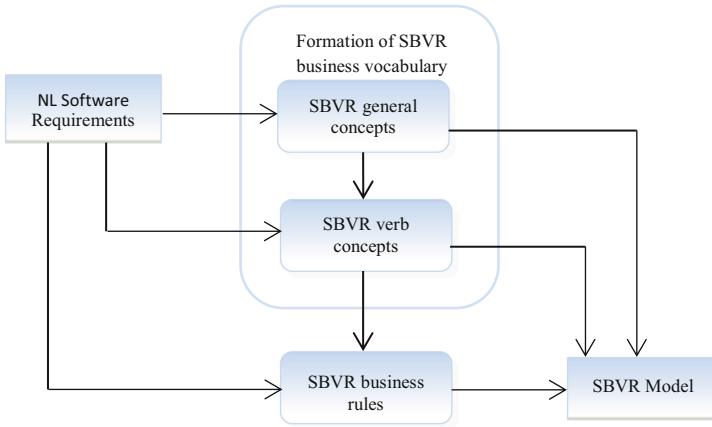 Formation of SBVR
business vocabulary
NL Software
Requirements
SBVR general
concepts
SBVR verb
concepts
SBVR business
rules
SBVR Model